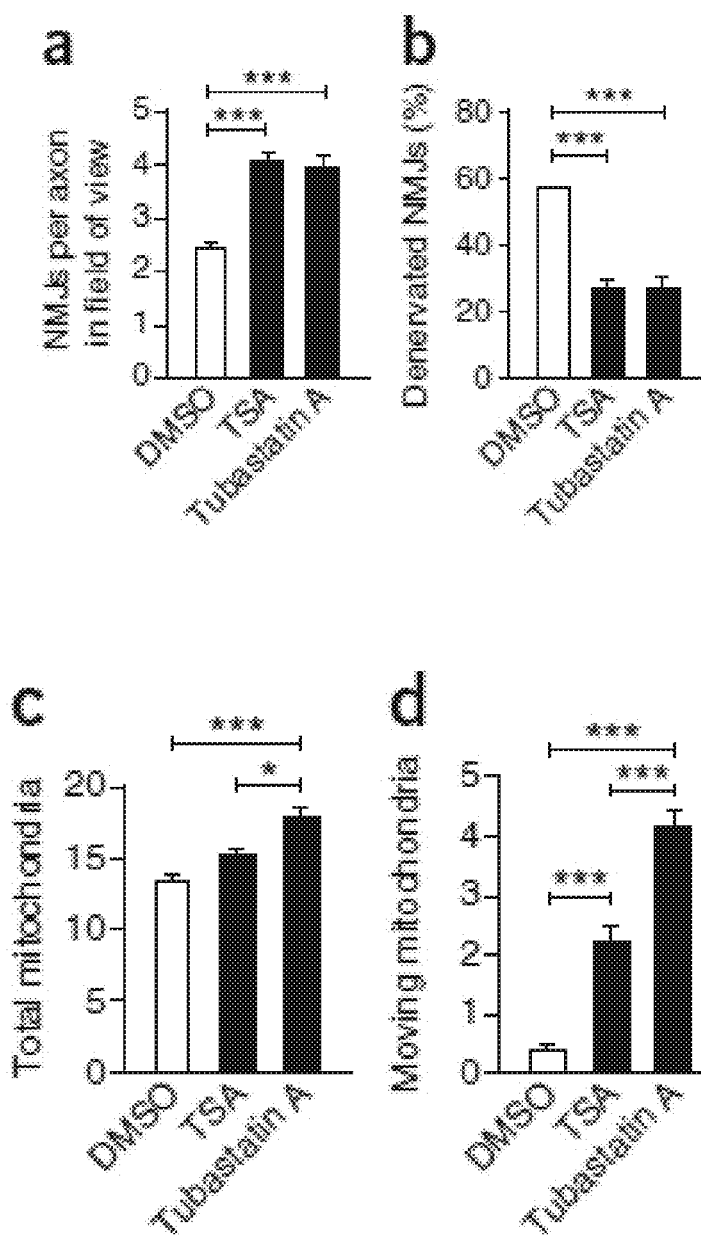 a
***
***
NMJs per axon
in field of view
5
4
3
2
1
0
DMSO
TSA
Tubastatin A
b
***
***
Denervated NMJs (%)
80
60
40
20
0
DMSO
TSA
Tubastatin A
c
***
*
Total mitochondria
20
15
10
5
0
DMSO
TSA
Tubastatin A
d
***
***
***
Moving mitochondria
5
4
3
2
1
0
DMSO
TSA
Tubastatin A